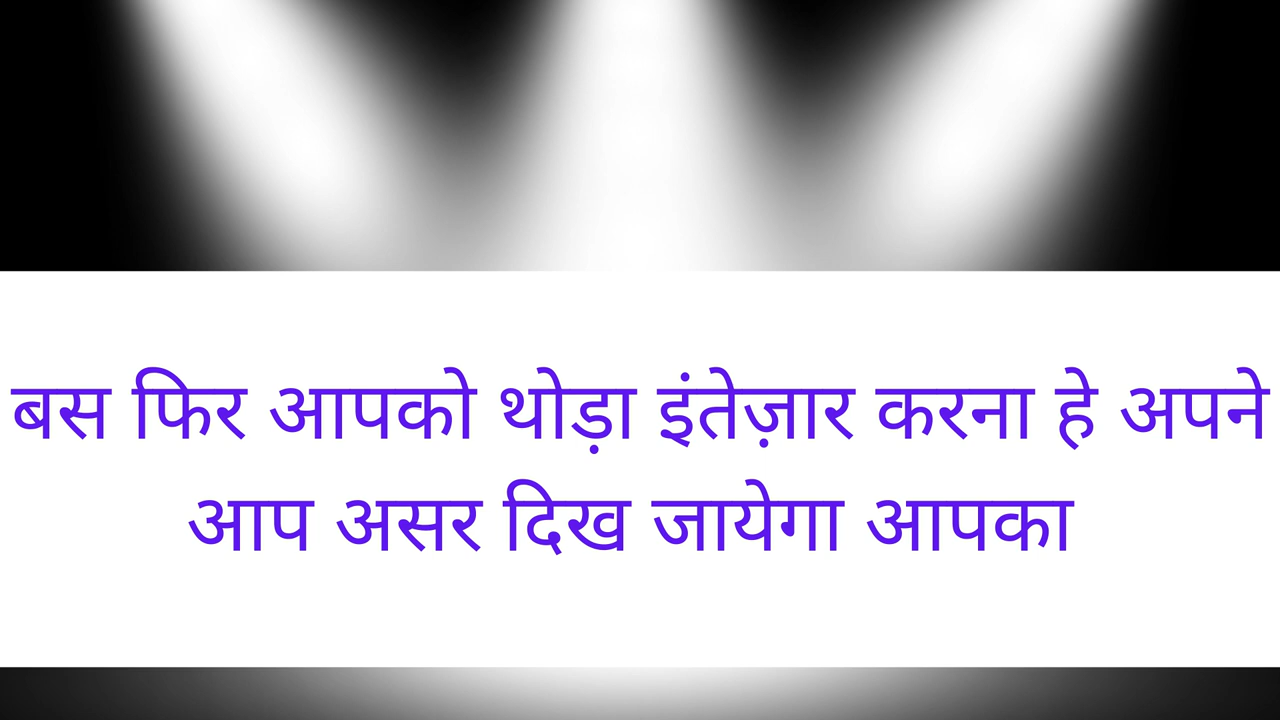 बस फिर आपको थोड़ा इंतेज़ार करना हे अपने
आप असर दिख जायेगा आपका